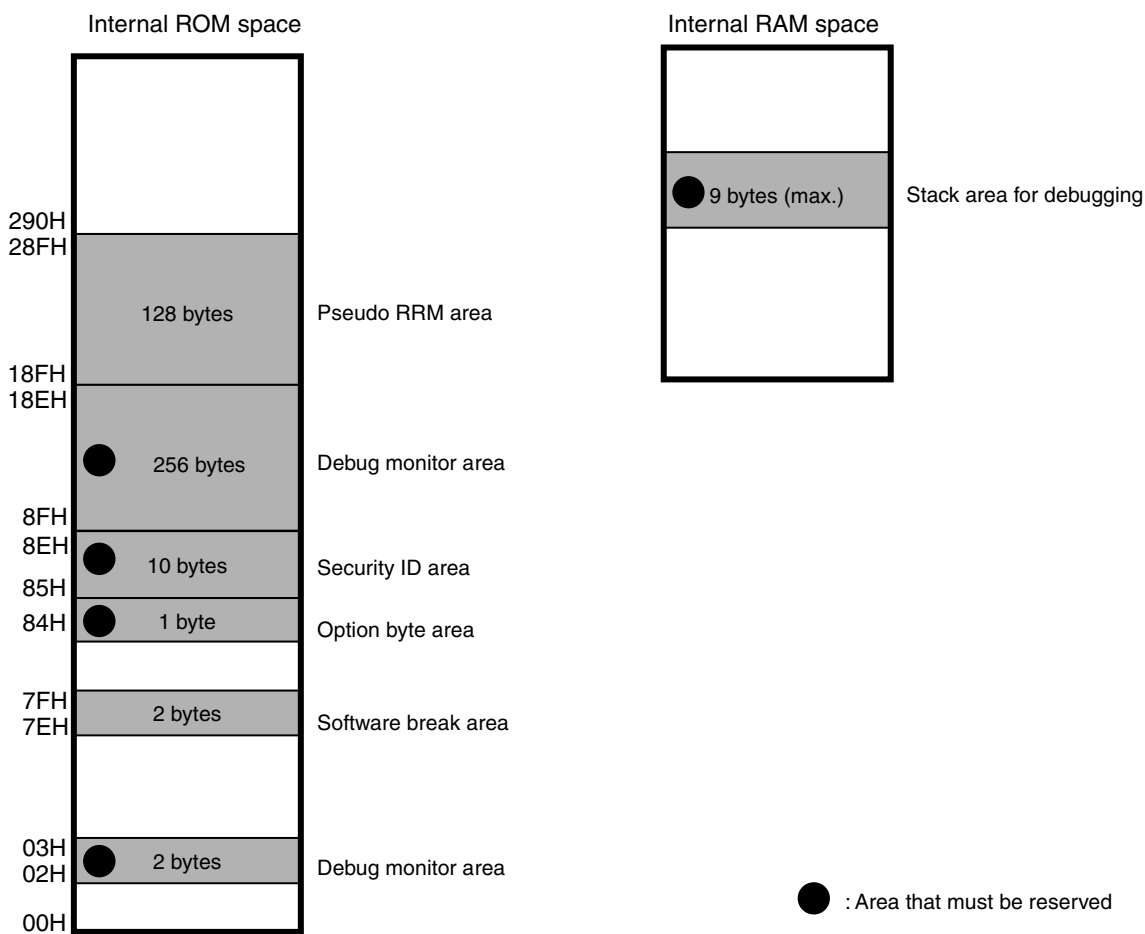 Internal ROM space
290H
28FH
128 bytes
Pseudo RRM area
18FH
18EH
256 bytes
Debug monitor area
8FH
8EH
10 bytes
Security ID area
85H
84H
1 byte
Option byte area
7FH
7EH
2 bytes
Software break area
03H
02H
2 bytes
Debug monitor area
00H
Internal RAM space
9 bytes (max.)
Stack area for debugging
: Area that must be reserved